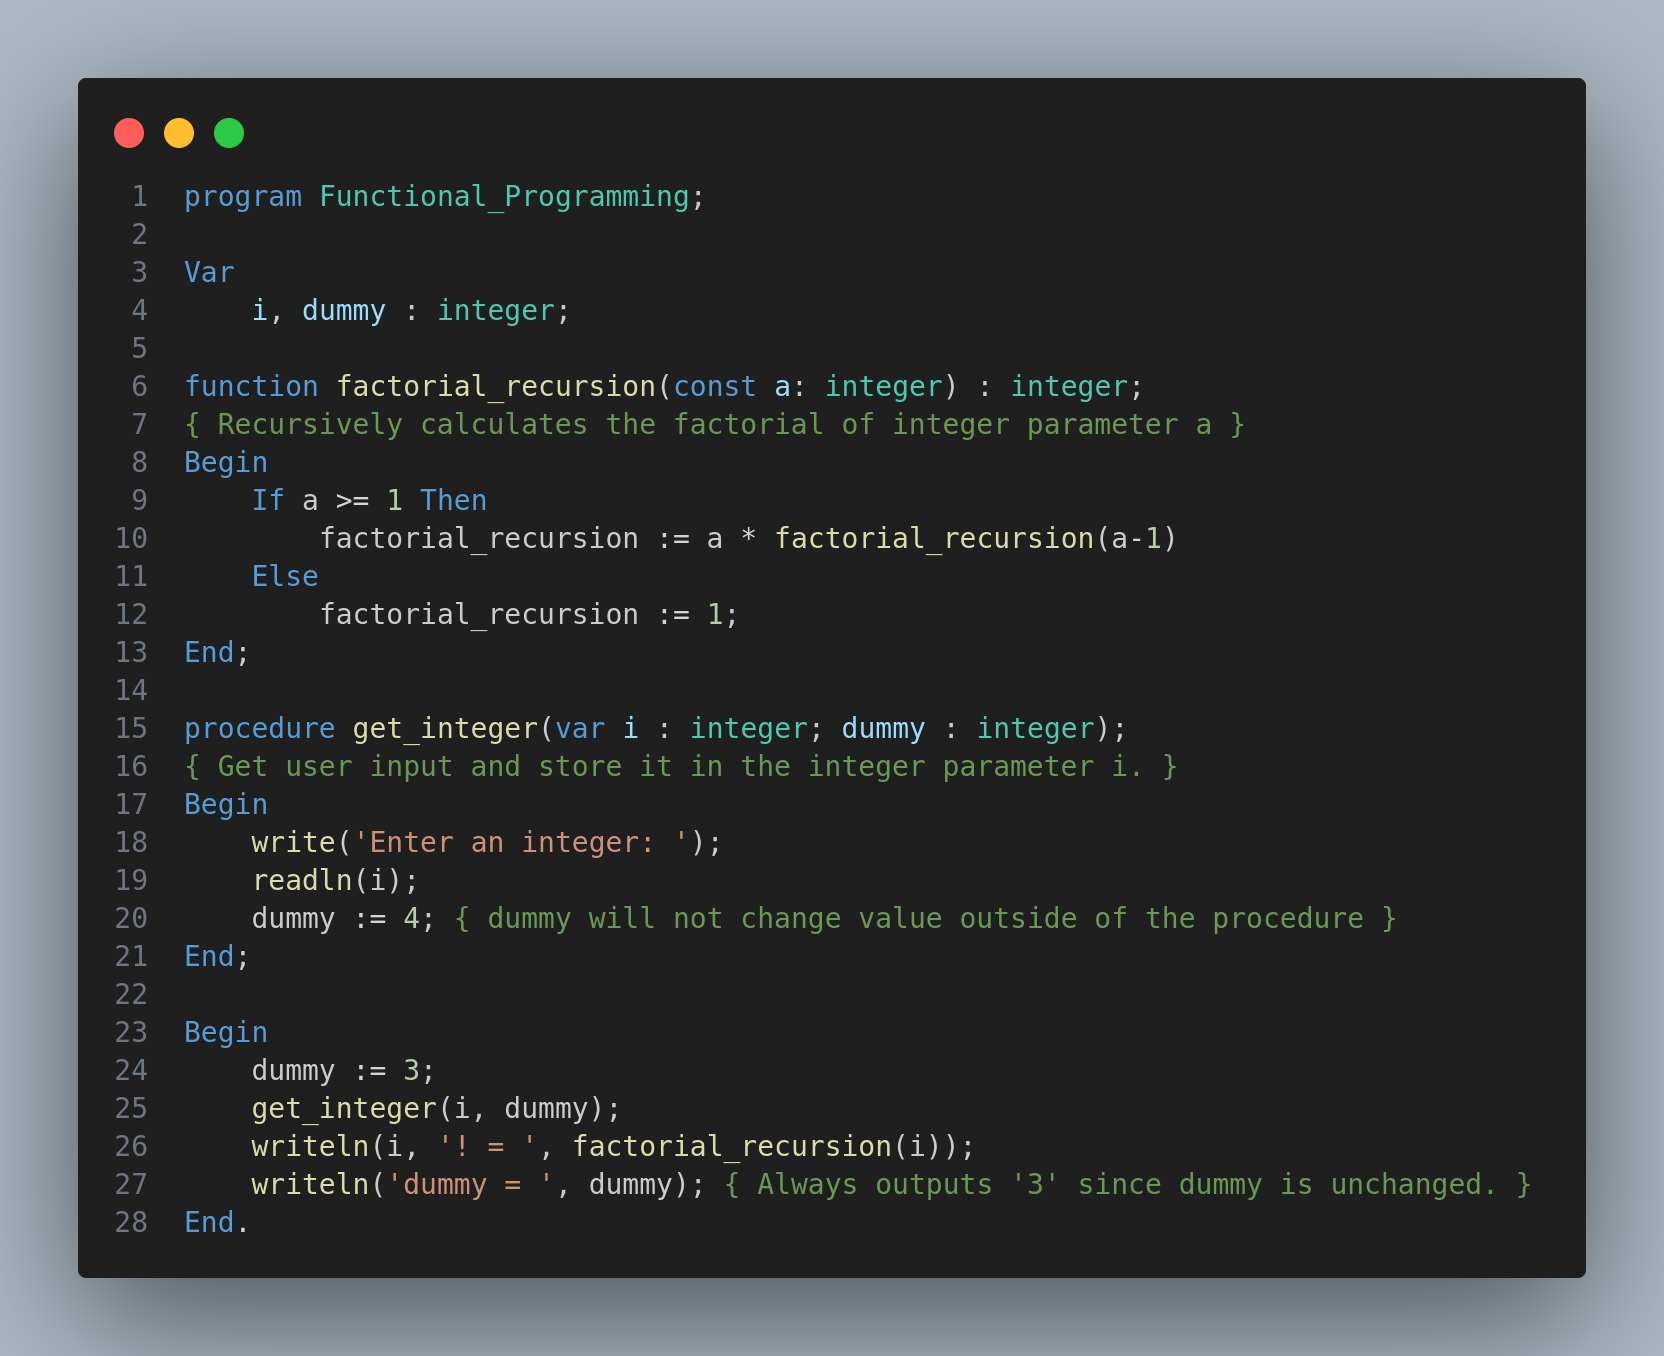 1 program Functional_Programming;
2
3 Var
4     i, dummy : integer;
5
6 function factorial_recursion(const a: integer) : integer;
7 { Recursively calculates the factorial of integer parameter a }
8 Begin
9     If a >= 1 Then
10         factorial_recursion := a * factorial_recursion(a-1)
11     Else
12         factorial_recursion := 1;
13 End;
14
15 procedure get_integer(var i : integer; dummy : integer);
16 { Get user input and store it in the integer parameter i. }
17 Begin
18     write('Enter an integer: ');
19     readln(i);
20     dummy := 4; { dummy will not change value outside of the procedure }
21 End;
22
23 Begin
24     dummy := 3;
25     get_integer(i, dummy);
26     writeln(i, '! = ', factorial_recursion(i));
27     writeln('dummy = ', dummy); { Always outputs '3' since dummy is unchanged. }
28 End.